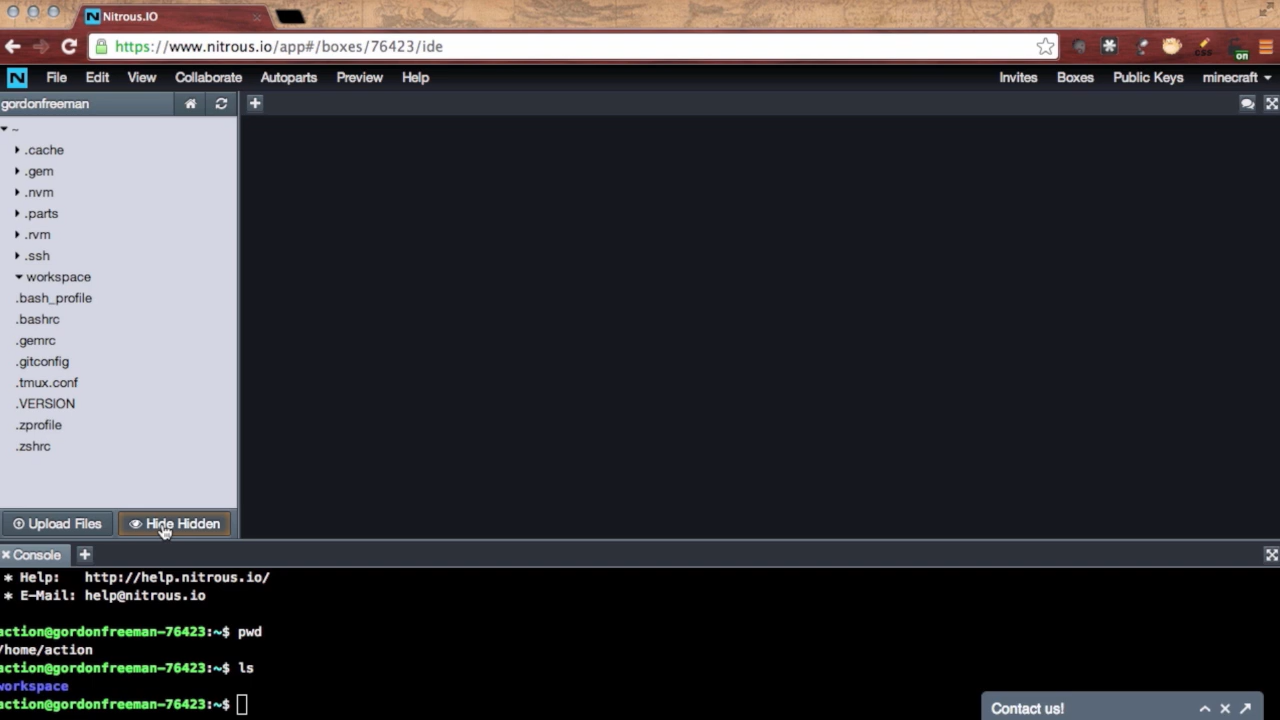 Nitrous.IO
https://www.nitrous.io/app#/boxes/76423/ide
css
on
N File Edit View Collaborate Autoparts Preview Help Invites Boxes Public Keys minecraft
gordonfreeman
~
.cache
.gem
.nvm
.parts
.rvm
.ssh
workspace
.bash_profile
.bashrc
.gemrc
.gitconfig
.tmux.conf
.VERSION
.zprofile
.zshrc
Upload Files Hide Hidden
Console
* Help: http://help.nitrous.io/
* E-Mail: help@nitrous.io
action@gordonfreeman-76423:~$ pwd
/home/action
action@gordonfreeman-76423:~$ ls
workspace
action@gordonfreeman-76423:~$
Contact us!